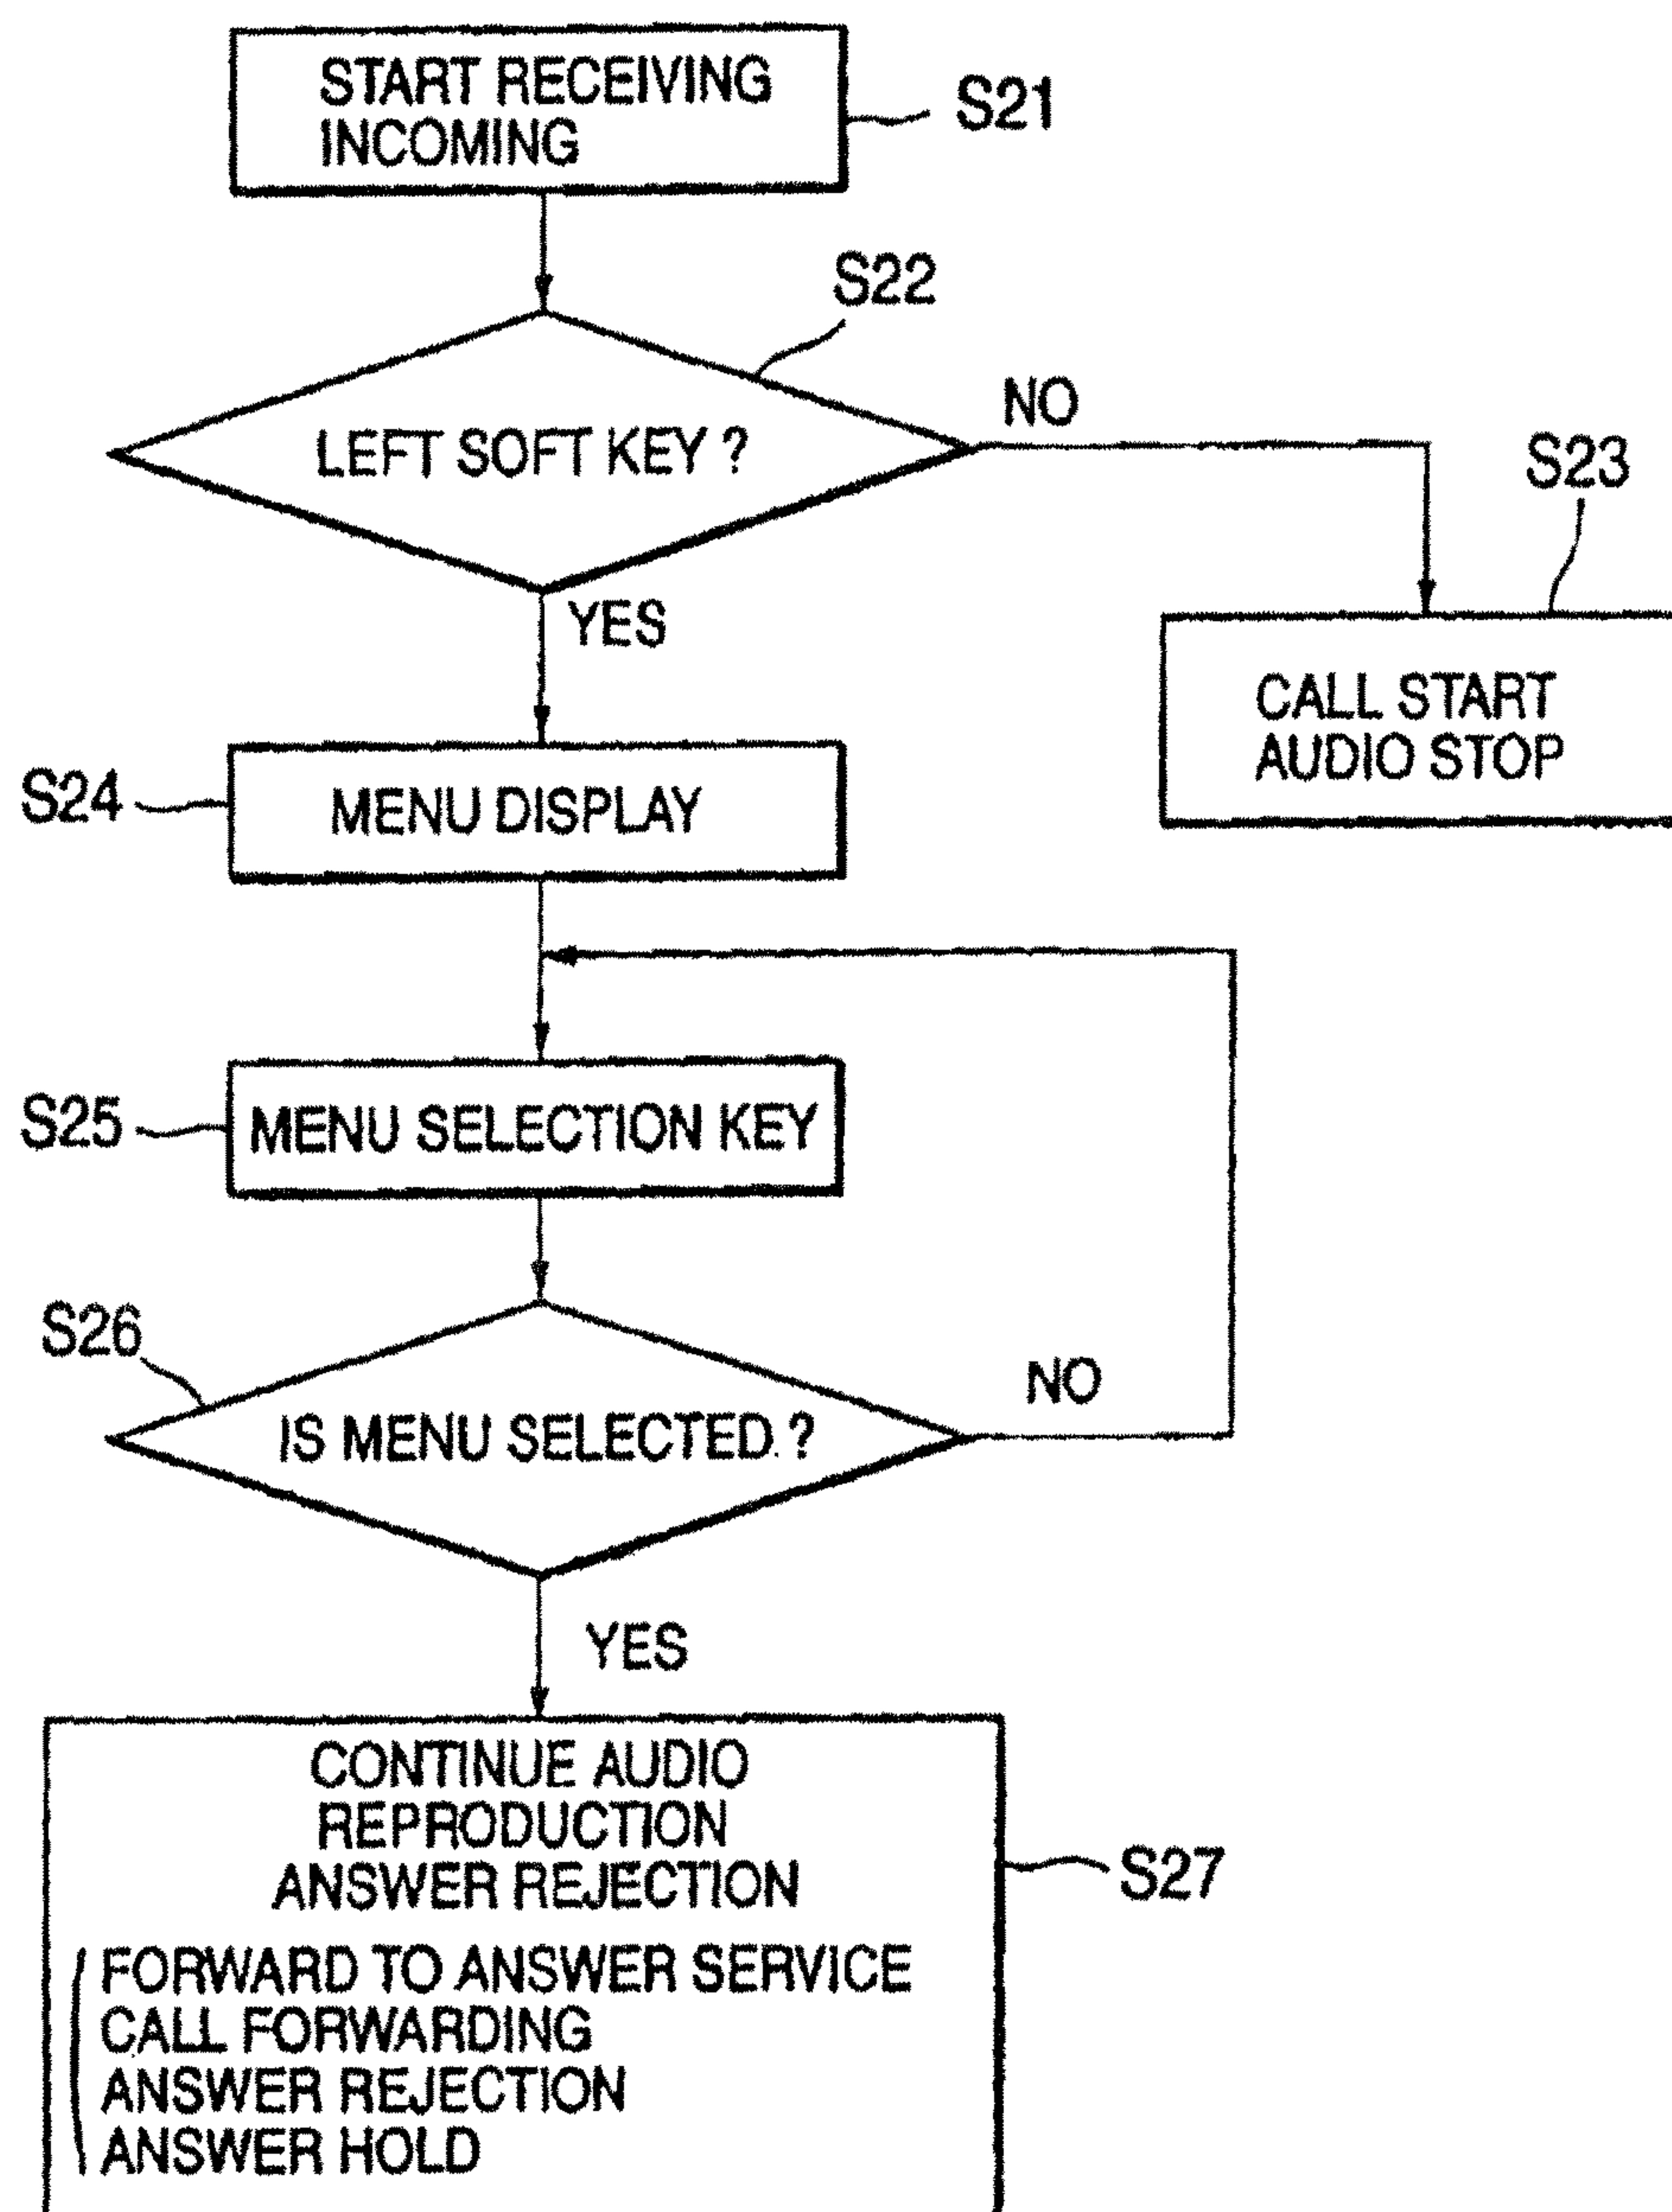 START RECEIVING
INCOMING
S21
S22
LEFT SOFT KEY ?
NO
YES
S23
CALL START
AUDIO STOP
S24
MENU DISPLAY
S25
MENU SELECTION KEY
S26
IS MENU SELECTED ?
NO
YES
CONTINUE AUDIO
REPRODUCTION
ANSWER REJECTION
FORWARD TO ANSWER SERVICE
CALL FORWARDING
ANSWER REJECTION
ANSWER HOLD
S27